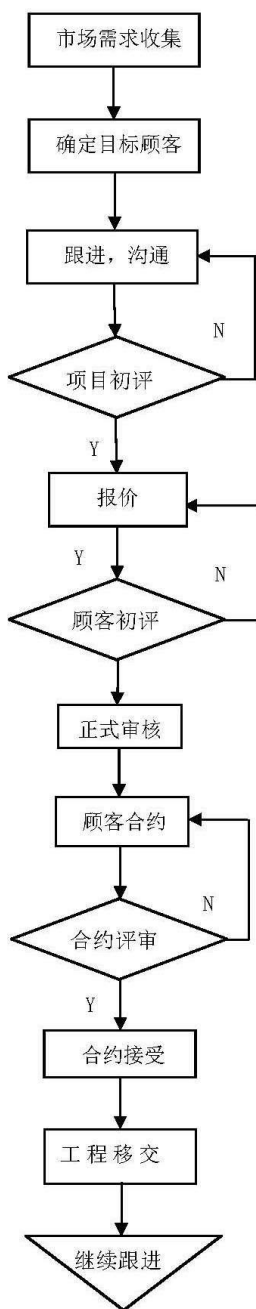 市场需求收集
确定目标顾客
跟进，沟通
N
项目初评
Y
报价
Y
N
顾客初评
正式审核
顾客合约
N
合约评审
Y
合约接受
工程移交
继续跟进